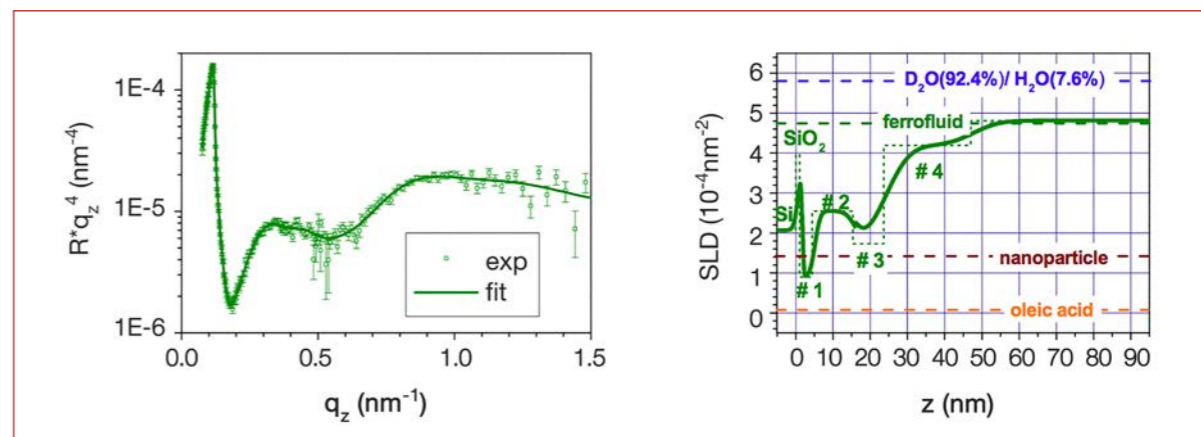 R*q_z^4 (nm^-4)
1E-4
1E-5
1E-6
exp
fit
0.0 0.5 1.0 1.5
q_z (nm^-1)
SLD (10^-4nm^-2)
6
5
4
3
2
1
0
D₂O(92.4%)/ H₂O(7.6%)
ferrofluid
SiO₂
# 4
Si
# 2
# 3
nanoparticle
# 1
oleic acid
0 10 20 30 40 50 60 70 80 90
z (nm)